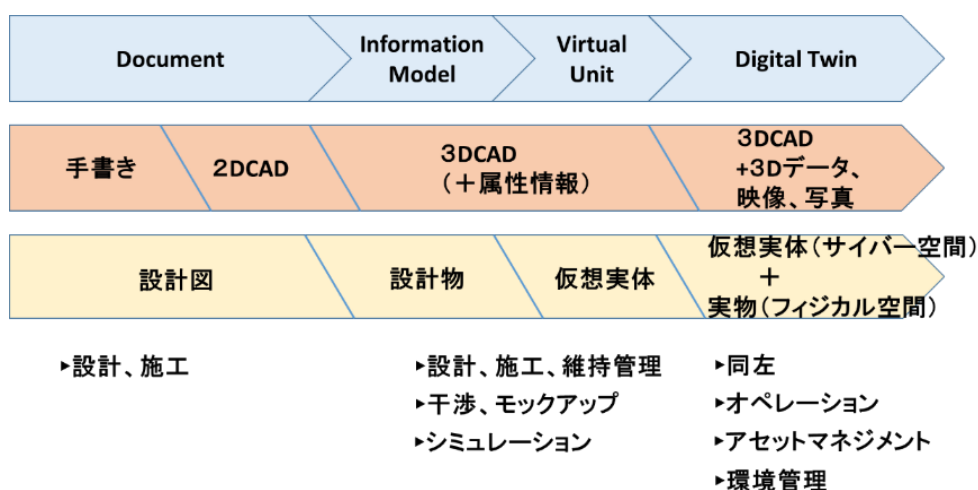 Document
Information
Model
Virtual
Unit
Digital Twin
手書き
2DCAD
3DCAD
（＋属性情報）
3DCAD
+3Dデータ、
映像、写真
設計図
設計物
仮想実体
仮想実体（サイバー空間）
＋
実物（フィジカル空間）
▸設計、施工
▸設計、施工、維持管理
▸干渉、モックアップ
▸シミュレーション
▸同左
▸オペレーション
▸アセットマネジメント
▸環境管理